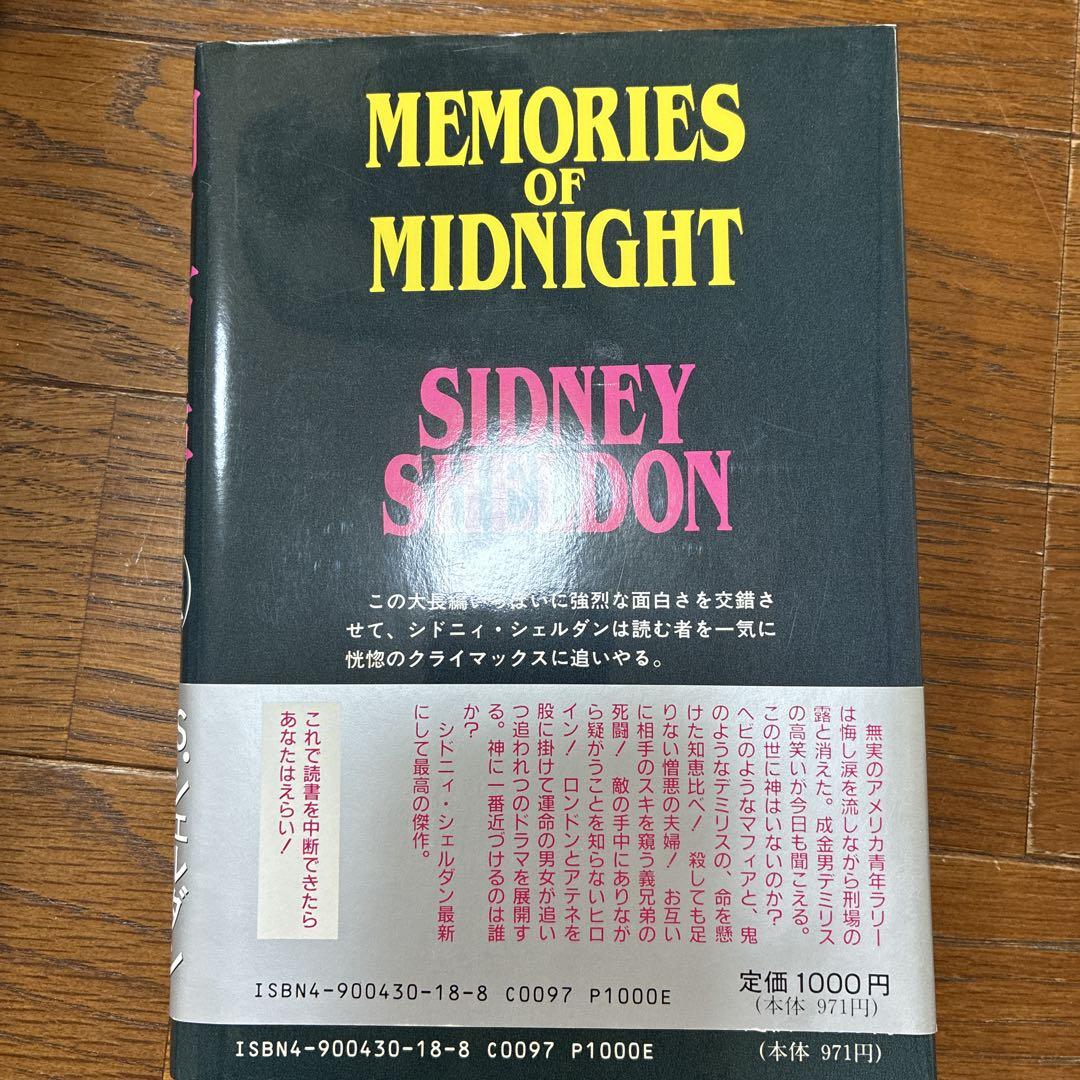 MEMORIES
OF
MIDNIGHT
SIDNEY
SHELDON
この大長編いっぱいに強烈な面白さを交錯さ
せて、シドニィ・シェルダンは読む者を一気に
恍惚のクライマックスに追いやる。
無実のアメリカ青年ラリー
は悔し涙を流しながら刑場の
露と消えた。成金男デミリス
の高笑いが今日も聞こえる。
この世に神はいないのか?
ヘビのようなマフィアと、鬼
のようなデミリスの、命を懸
けた知恵比べ! 殺しても足
りない憎悪の夫婦! お互い
に相手のスキを窺う義兄弟の
死闘! 敵の手中にありなが
ら疑がうことを知らないヒロ
イン! ロンドンとアテネを
股に掛けて運命の男女が追い
つ追われつのドラマを展開す
る。神に一番近づけるのは誰
か?
シドニィ・シェルダン最新
にして最高の傑作。
これで読書を中断できたら
あなたはえらい!
ISBN4-900430-18-8 C0097 P1000E
定価1000円
(本体 971円)
ISBN4-900430-18-8 C0097 P1000E
(本体 971円)